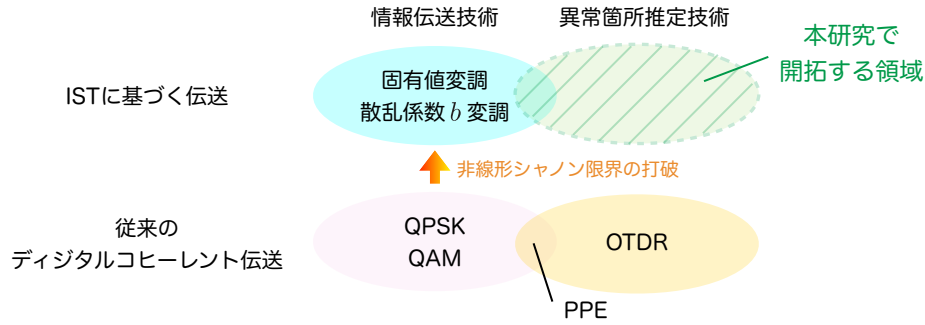 情報伝送技術
異常箇所推定技術
本研究で
開拓する領域
ISTに基づく伝送
固有値変調
散乱係数 b 変調
非線形シャノン限界の打破
従来の
ディジタルコヒーレント伝送
QPSK
QAM
OTDR
PPE